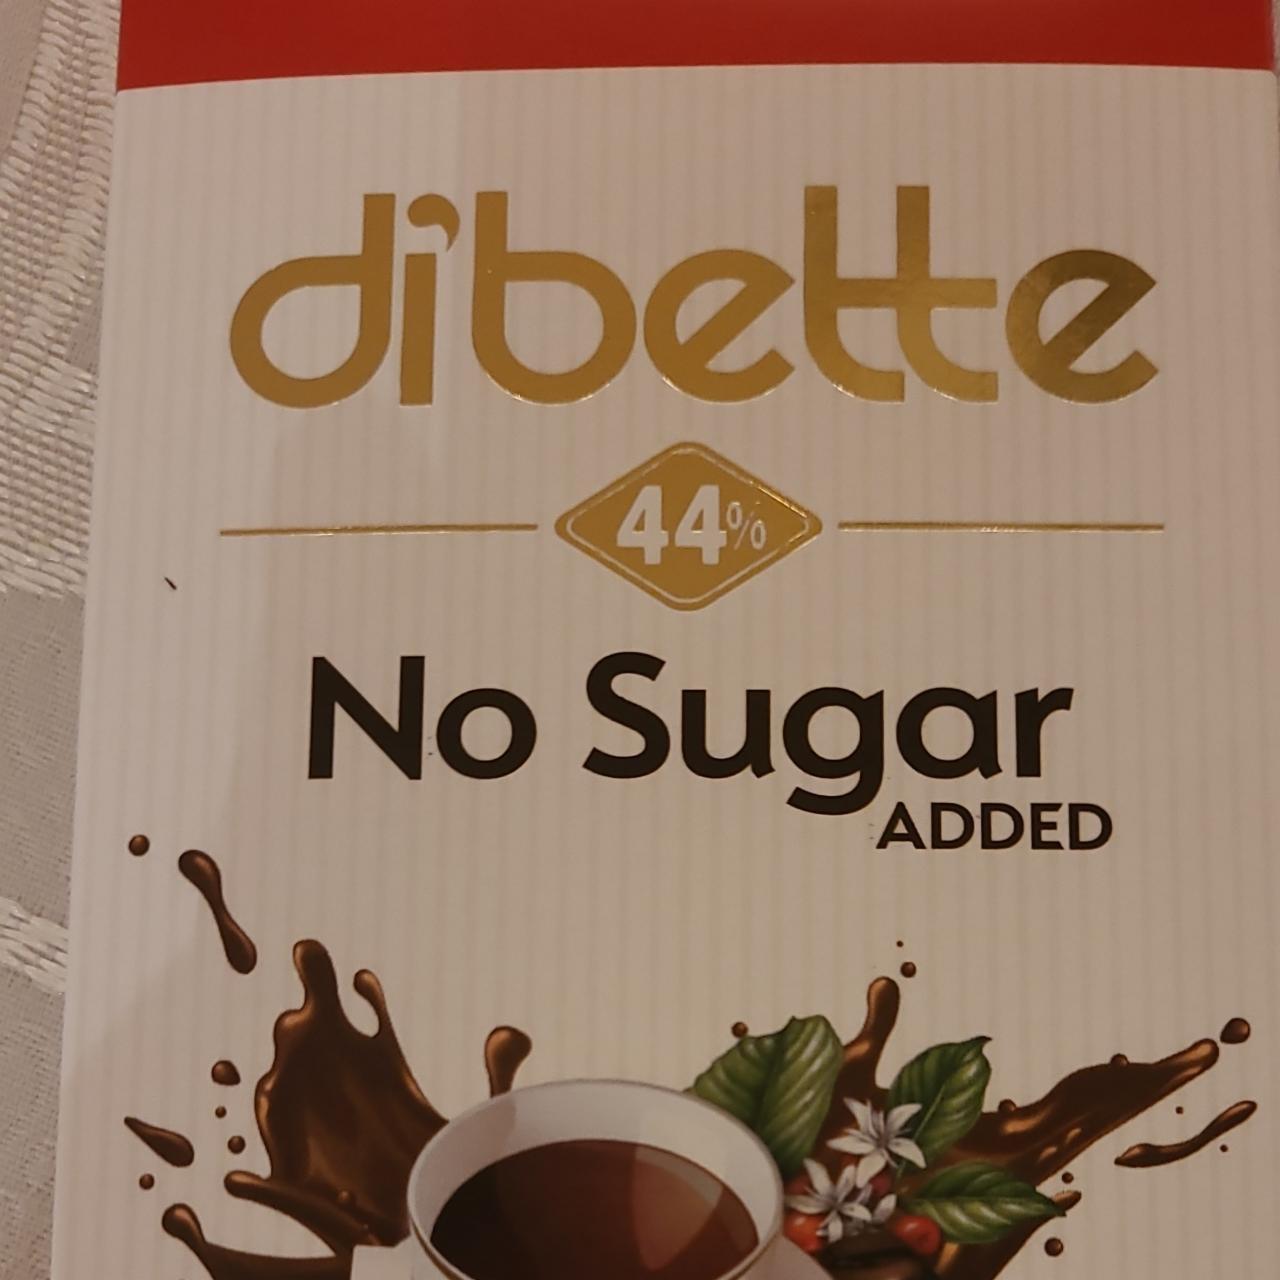 di'bette
44%
No Sugar
ADDED